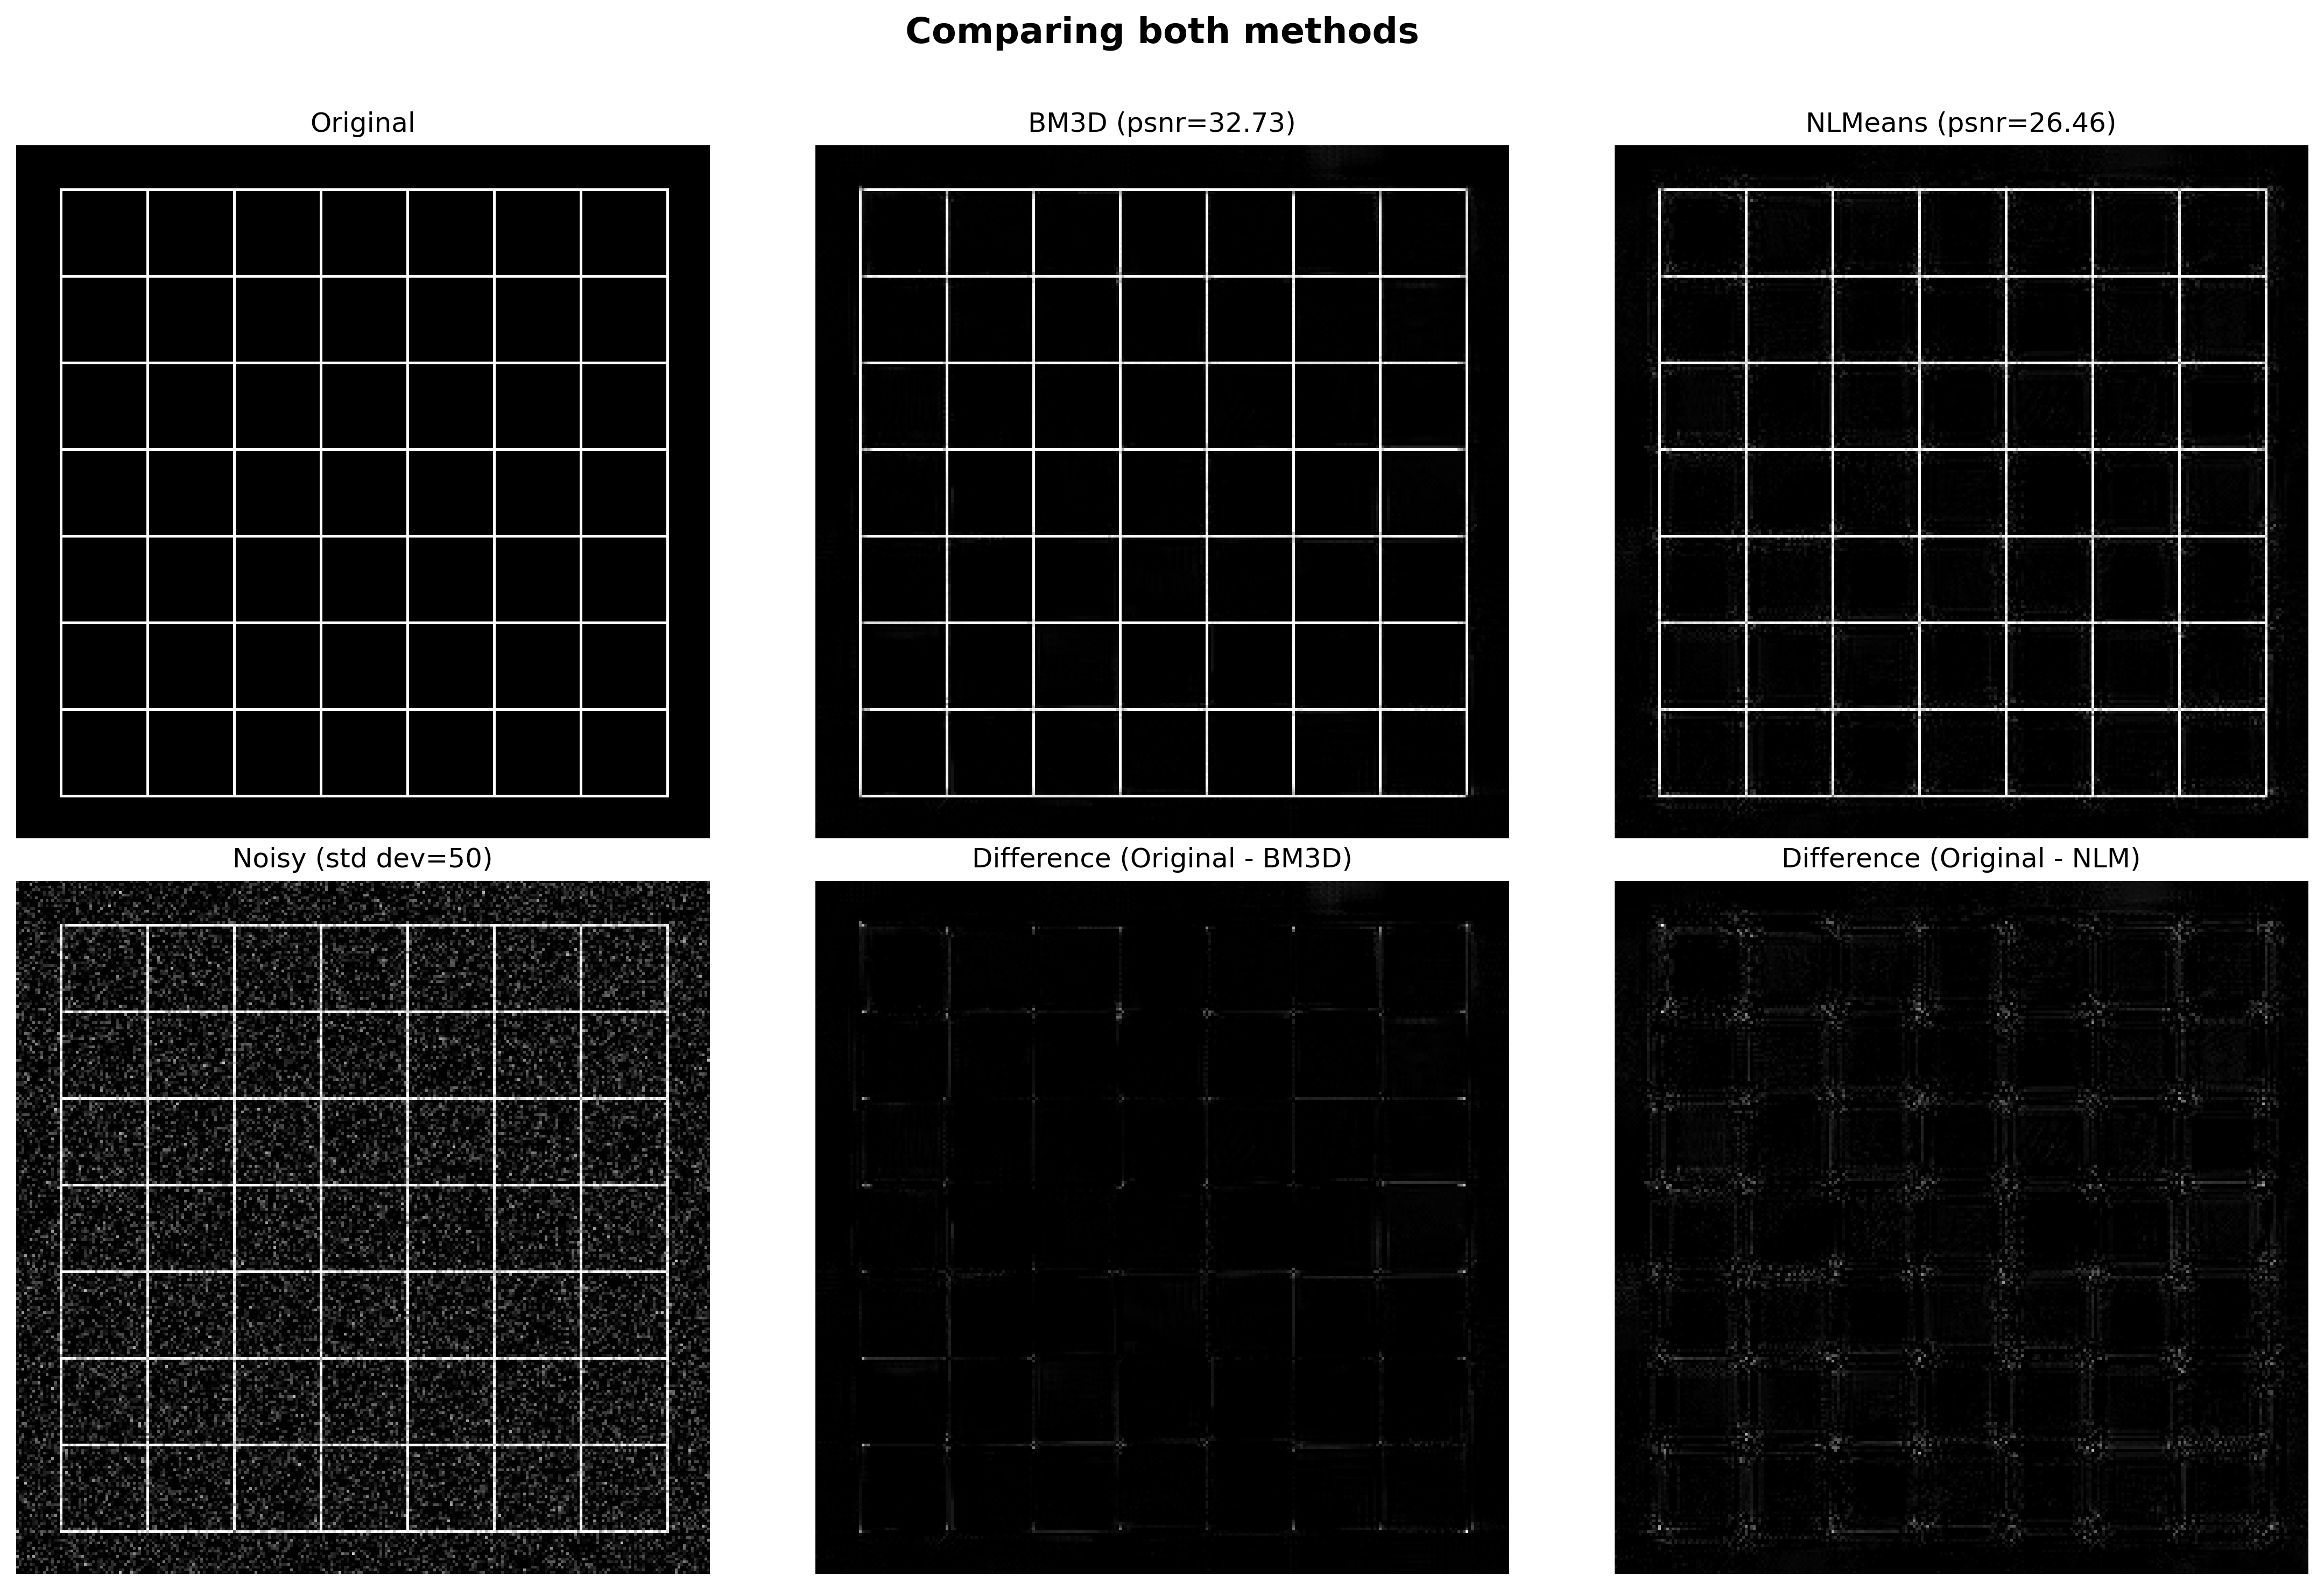 Comparing both methods
Original
BM3D (psnr=32.73)
NLMeans (psnr=26.46)
Noisy (std dev=50)
Difference (Original - BM3D)
Difference (Original - NLM)